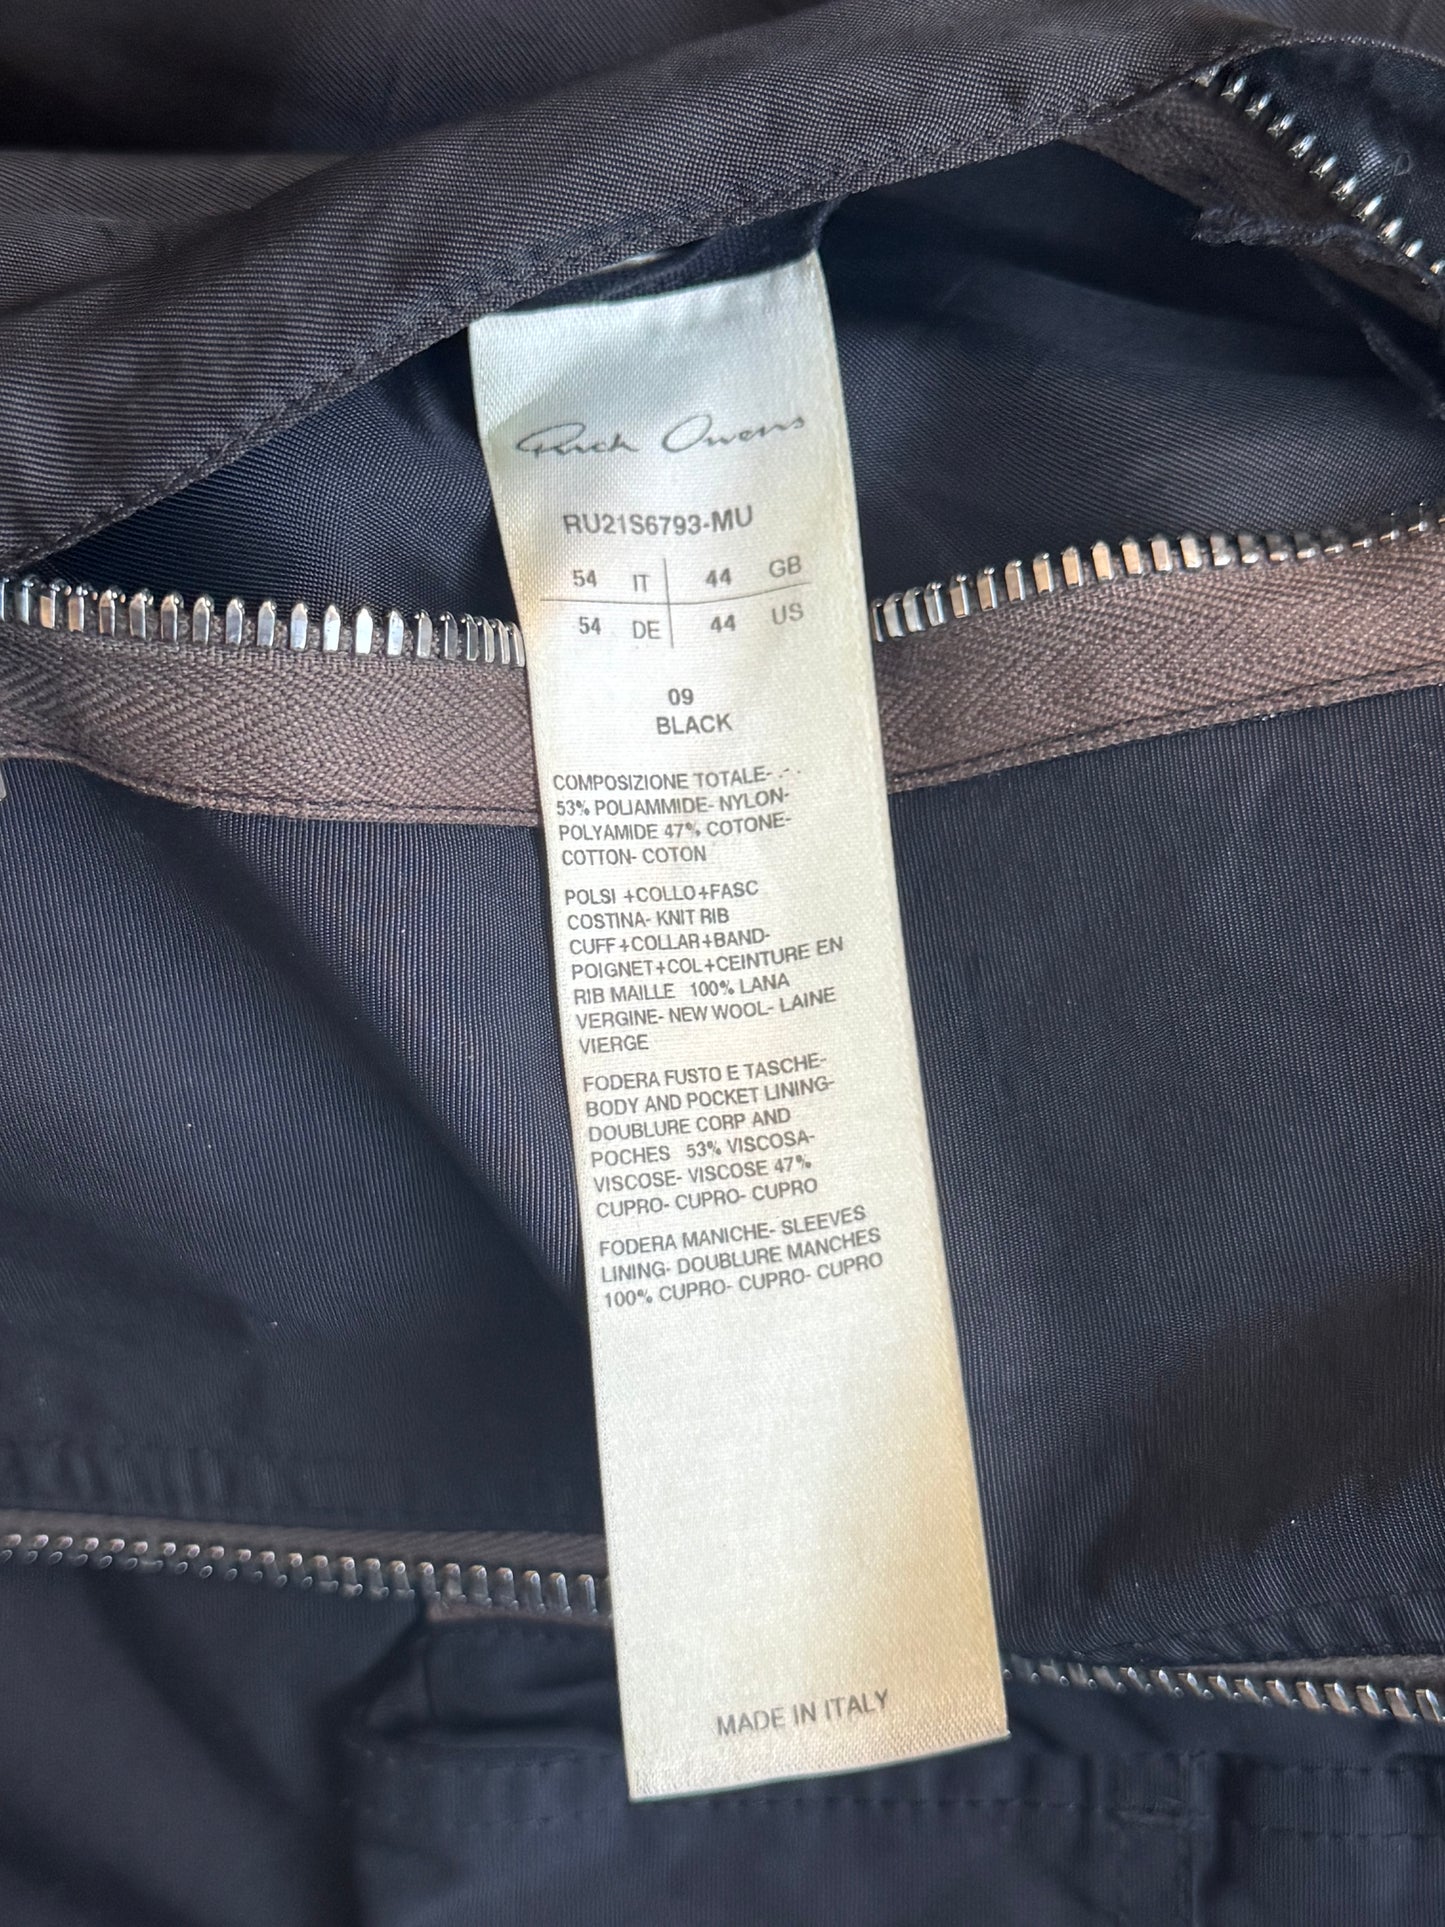 Rick Owens
RU21S6793-MU
54 IT 44 GB
54 DE 44 US
09
BLACK
COMPOSIZIONE TOTALE- .-.
53% POLIAMMIDE- NYLON-
POLYAMIDE 47% COTONE-
COTTON- COTON
POLSI +COLLO+FASC
COSTINA- KNIT RIB
CUFF+COLLAR+BAND-
POIGNET+COL+CEINTURE EN
RIB MAILLE 100% LANA
VERGINE- NEW WOOL- LAINE
VIERGE
FODERA FUSTO E TASCHE-
BODY AND POCKET LINING-
DOUBLURE CORP AND
POCHES 53% VISCOSA-
VISCOSE- VISCOSE 47%
CUPRO- CUPRO- CUPRO
FODERA MANICHE- SLEEVES
LINING- DOUBLURE MANCHES
100% CUPRO- CUPRO- CUPRO
MADE IN ITALY